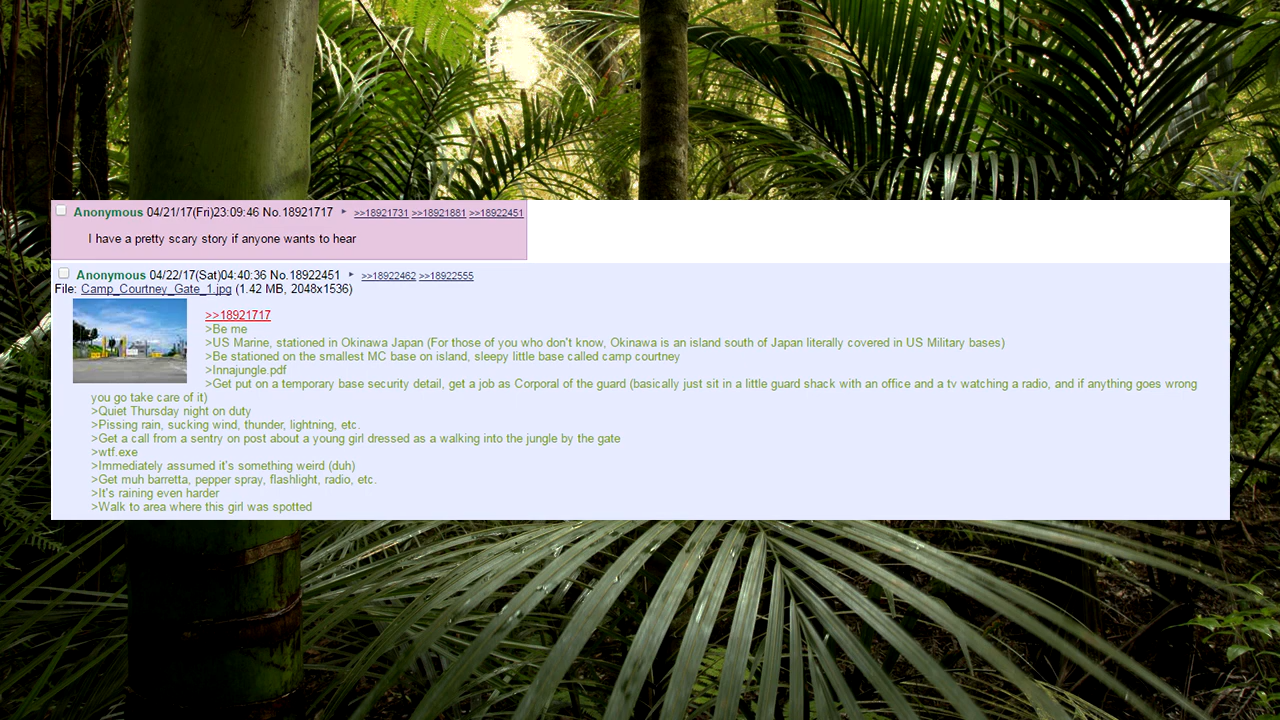 Anonymous 04/21/17(Fri)23:09:46 No.18921717 ▸ >>18921731 >>18921881 >>18922451
I have a pretty scary story if anyone wants to hear
Anonymous 04/22/17(Sat)04:40:36 No.18922451 ▸ >>18922462 >>18922555
File: Camp_Courtney_Gate_1.jpg (1.42 MB, 2048x1536)
>>18921717
>Be me
>US Marine, stationed in Okinawa Japan (For those of you who don't know, Okinawa is an island south of Japan literally covered in US Military bases)
>Be stationed on the smallest MC base on island, sleepy little base called camp courtney
>Innajungle.pdf
>Get put on a temporary base security detail, get a job as Corporal of the guard (basically just sit in a little guard shack with an office and a tv watching a radio, and if anything goes wrong
you go take care of it)
>Quiet Thursday night on duty
>Pissing rain, sucking wind, thunder, lightning, etc.
>Get a call from a sentry on post about a young girl dressed as a walking into the jungle by the gate
>wtf.exe
>Immediately assumed it's something weird (duh)
>Get muh barretta, pepper spray, flashlight, radio, etc.
>It's raining even harder
>Walk to area where this girl was spotted